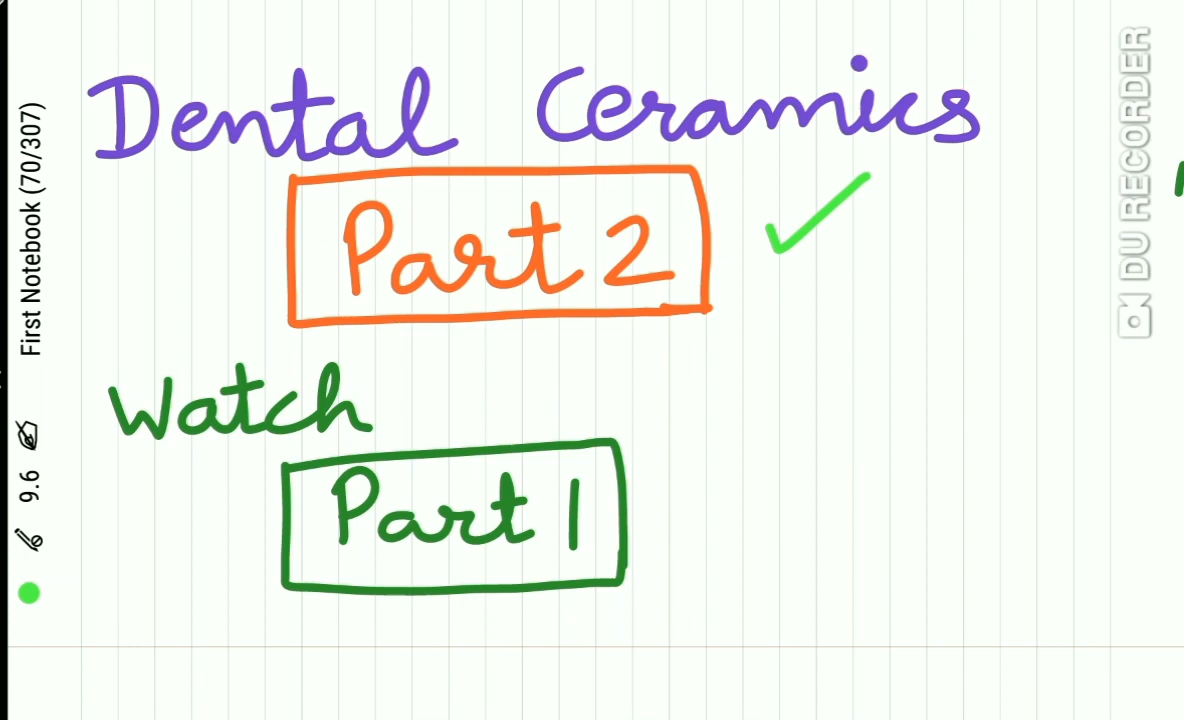 Dental Ceramics
Part 2
Watch
Part 1
First Notebook (70/307)
9.6
DU RECORDER